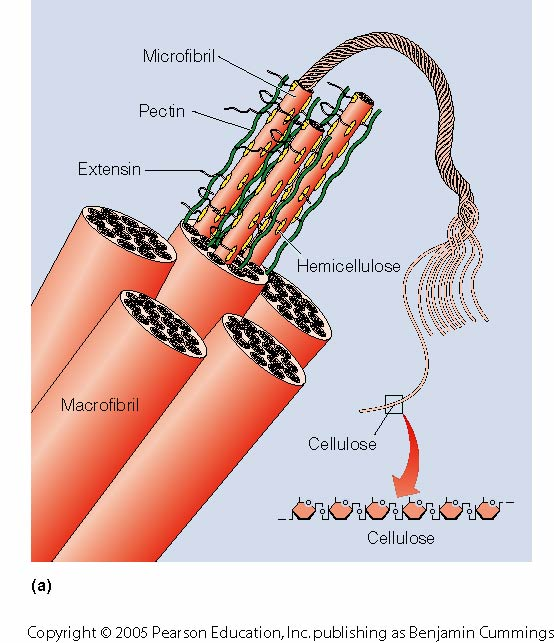 Microfibril
Pectin
Extensin
Hemicellulose
Macrofibril
Cellulose
Cellulose
(a)
Copyright © 2005 Pearson Education, Inc. publishing as Benjamin Cummings